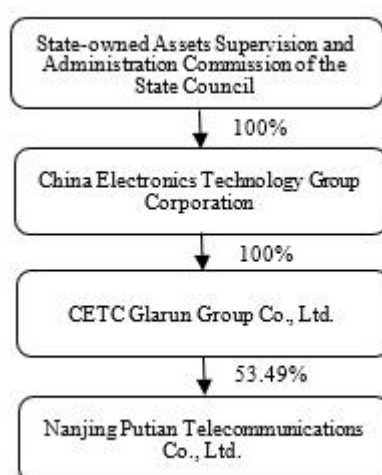 State-owned Assets Supervision and
Administration Commission of the
State Council
100%
China Electronics Technology Group
Corporation
100%
CETC Glarun Group Co., Ltd.
53.49%
Nanjing Putian Telecommunications
Co., Ltd.